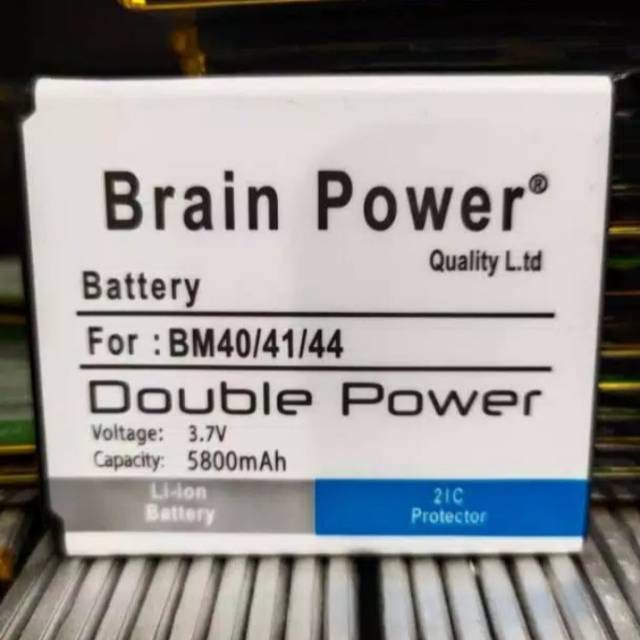 Brain Power®
Quality L.td
Battery
For : BM40/41/44
Double Power
Voltage: 3.7V
Capacity: 5800mAh
Li-ion
Battery
2IC
Protector